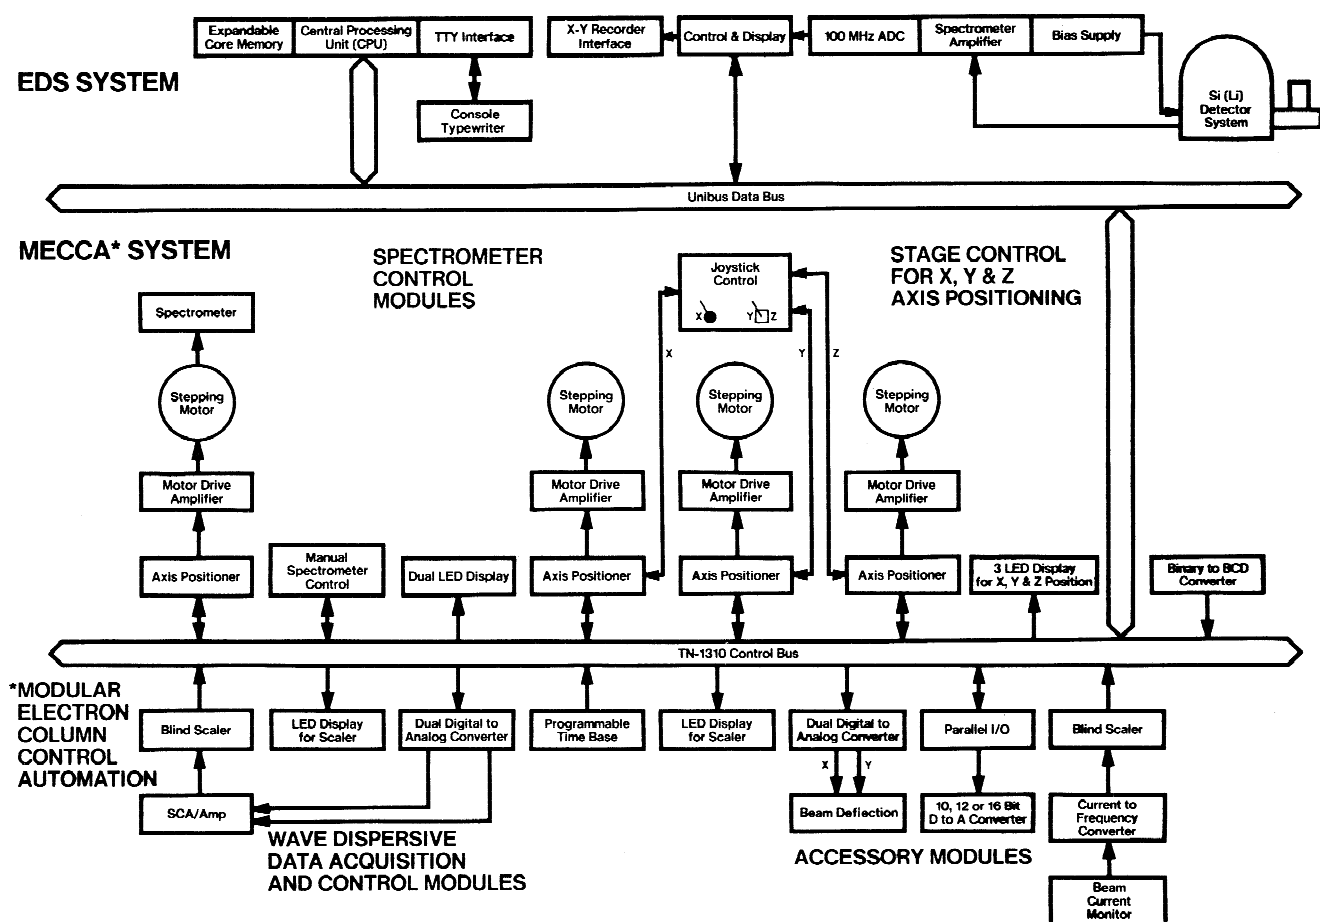 Expandable
Core Memory
Central Processing
Unit (CPU)
TTY Interface
X-Y Recorder
Interface
Control & Display
100 MHz ADC
Spectrometer
Amplifier
Bias Supply
EDS SYSTEM
Console
Typewriter
Si (Li)
Detector
System
Unibus Data Bus
MECCA* SYSTEM
SPECTROMETER
CONTROL
MODULES
Joystick
Control
X
Y
Z
STAGE CONTROL
FOR X, Y & Z
AXIS POSITIONING
Spectrometer
X
Y
Z
Stepping
Motor
Stepping
Motor
Stepping
Motor
Stepping
Motor
Motor Drive
Amplifier
Motor Drive
Amplifier
Motor Drive
Amplifier
Motor Drive
Amplifier
Axis Positioner
Manual
Spectrometer
Control
Dual LED Display
Axis Positioner
Axis Positioner
Axis Positioner
3 LED Display
for X, Y & Z Position
Binary to BCD
Converter
TN-1310 Control Bus
*MODULAR
ELECTRON
COLUMN
CONTROL
AUTOMATION
Blind Scaler
LED Display
for Scaler
Dual Digital to
Analog Converter
Programmable
Time Base
LED Display
for Scaler
Dual Digital to
Analog Converter
Parallel I/O
Blind Scaler
X
Y
SCA/Amp
Beam Deflection
10, 12 or 16 Bit
D to A Converter
Current to
Frequency
Converter
WAVE DISPERSIVE
DATA ACQUISITION
AND CONTROL MODULES
ACCESSORY MODULES
Beam
Current
Monitor